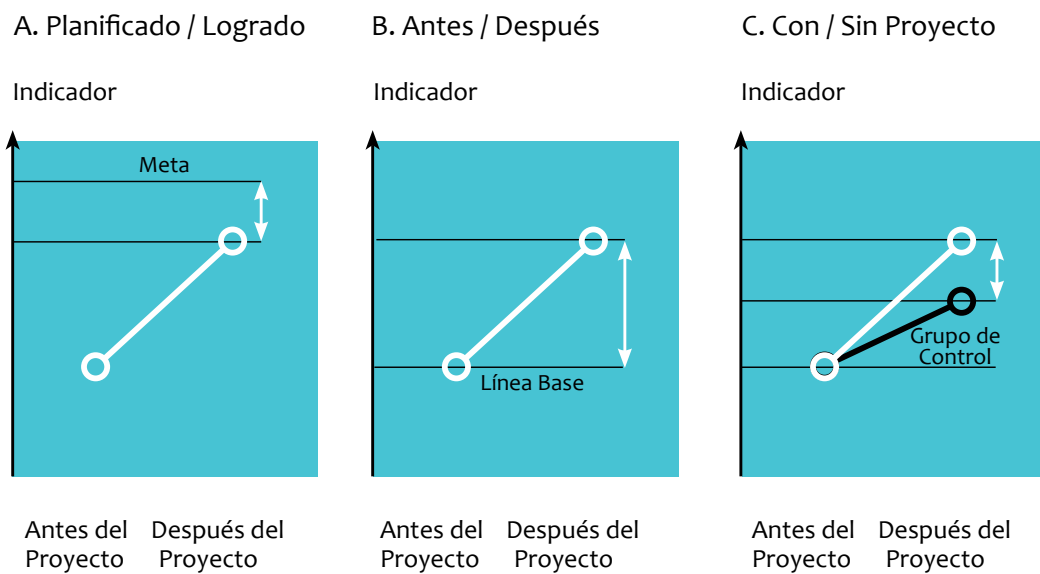 A. Planificado / Logrado
Indicador
Meta
Antes del
Proyecto
Después del
Proyecto
B. Antes / Después
Indicador
Línea Base
Antes del
Proyecto
Después del
Proyecto
C. Con / Sin Proyecto
Indicador
Grupo de
Control
Antes del
Proyecto
Después del
Proyecto